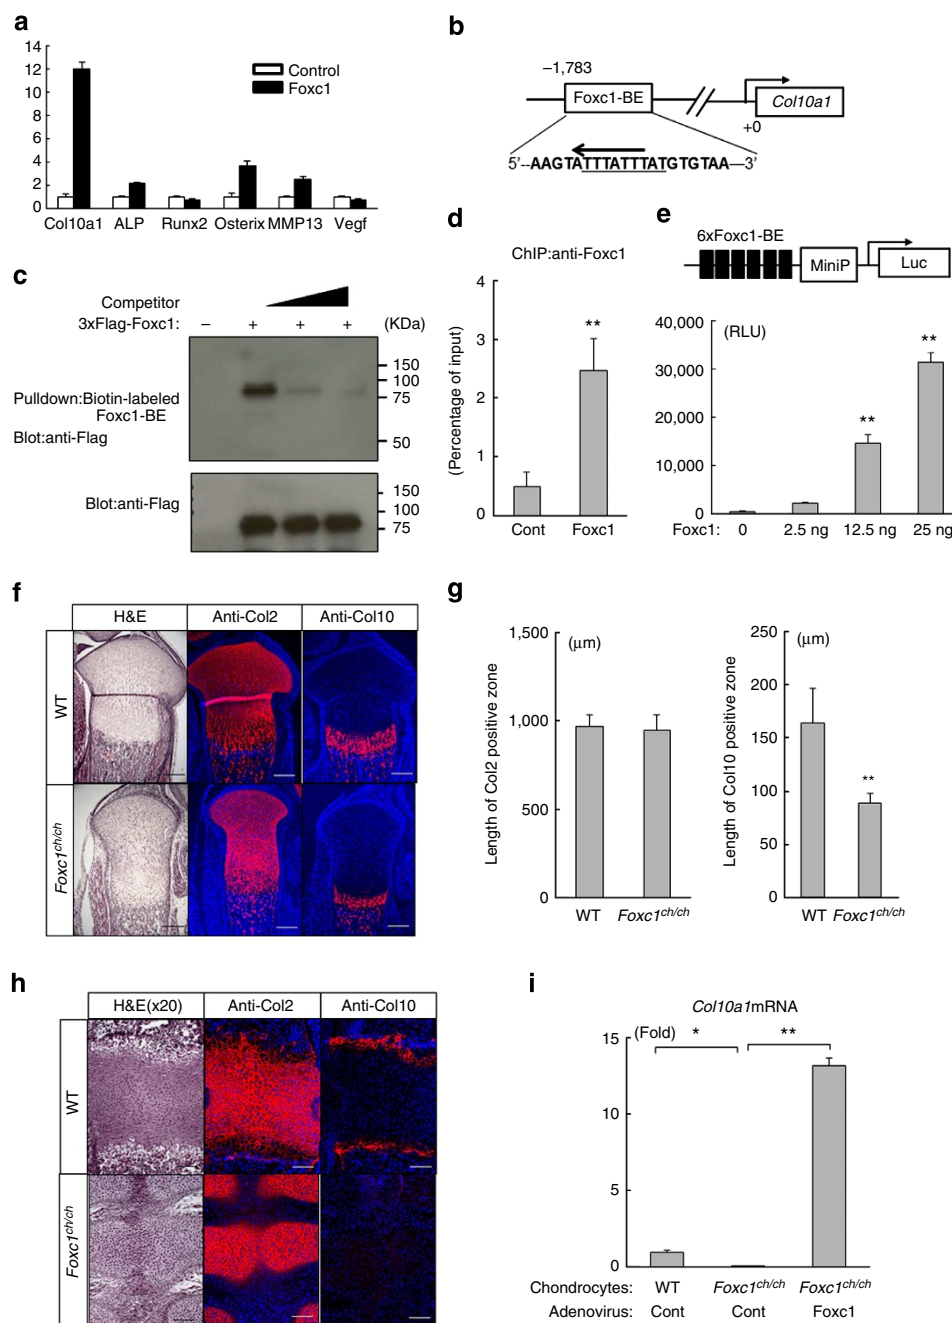 a
14
12
10
8
6
4
2
0
Control
Foxc1
Col10a1 ALP Runx2 Osterix MMP13 Vegf
b
–1,783
Foxc1-BE
Col10a1
+0
5'--AAGTATTTATTTATGTGTAA—3'
c
Competitor
3xFlag-Foxc1: – + + + (KDa)
150
100
75
50
Pulldown:Biotin-labeled
Foxc1-BE
Blot:anti-Flag
Blot:anti-Flag
150
100
75
d
ChIP:anti-Foxc1
(Percentage of input)
4
3
2
1
0
**
Cont Foxc1
e
6xFoxc1-BE
MiniP
Luc
40,000
30,000
20,000
10,000
0
(RLU)
**
**
Foxc1: 0 2.5 ng 12.5 ng 25 ng
f
H&E Anti-Col2 Anti-Col10
WT
Foxc1ch/ch
g
Length of Col2 positive zone
1,500
1,000
500
0
(μm)
WT Foxc1ch/ch
Length of Col10 positive zone
250
200
150
100
50
0
(μm)
**
WT Foxc1ch/ch
h
H&E(x20) Anti-Col2 Anti-Col10
WT
Foxc1ch/ch
i
Col10a1mRNA
(Fold)
15
10
5
0
* **
Chondrocytes: WT Foxc1ch/ch Foxc1ch/ch
Adenovirus: Cont Cont Foxc1